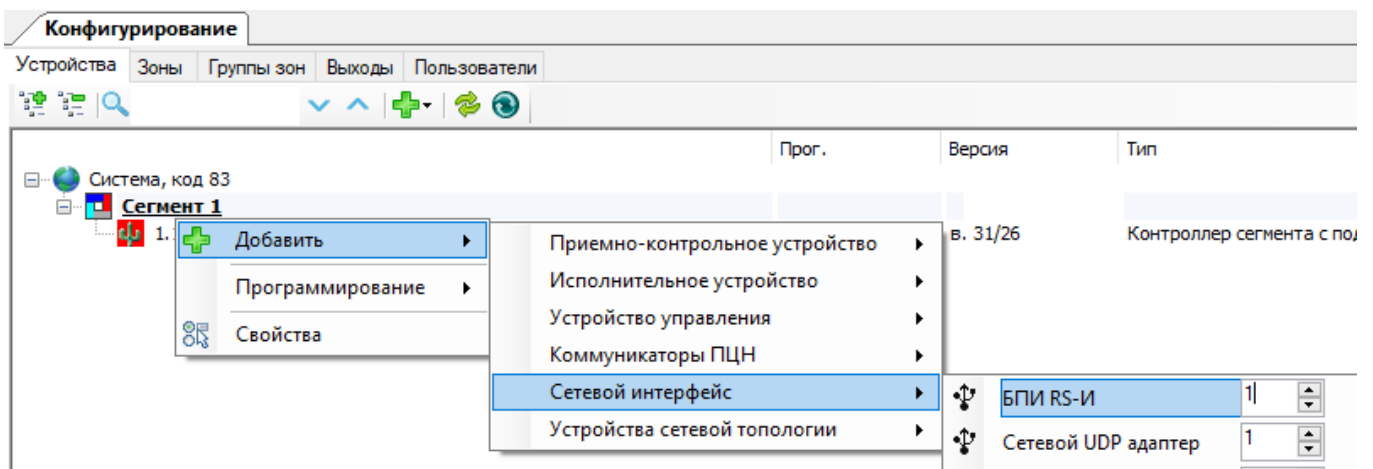 Конфигурирование
Устройства Зоны Группы зон Выходы Пользователи
Прог. Версия Тип
Система, код 83
Сегмент 1
1. в. 31/26 Контроллер сегмента с
Добавить
Программирование
Свойства
Приемно-контрольное устройство
Исполнительное устройство
Устройство управления
Коммуникаторы ПЦН
Сетевой интерфейс
Устройства сетевой топологии
БПИ RS-И 1
Сетевой UDP адаптер 1